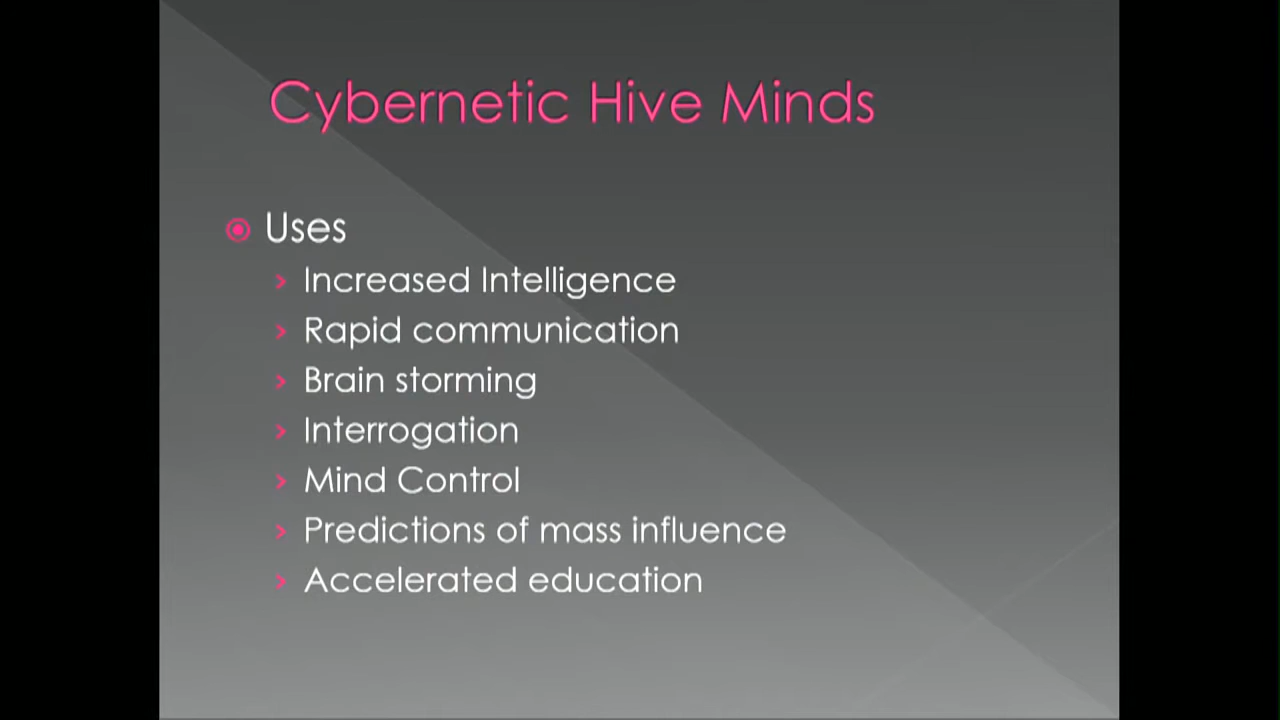 Cybernetic Hive Minds
Uses
Increased Intelligence
Rapid communication
Brain storming
Interrogation
Mind Control
Predictions of mass influence
Accelerated education